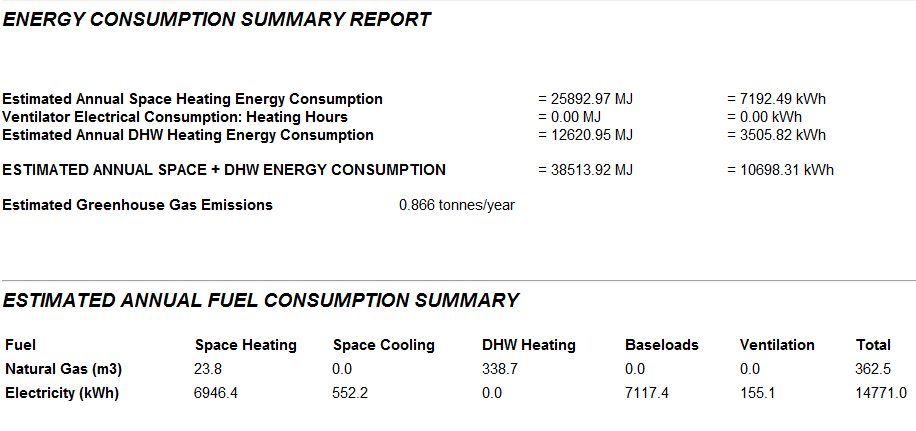 ENERGY CONSUMPTION SUMMARY REPORT
Estimated Annual Space Heating Energy Consumption = 25892.97 MJ = 7192.49 kWh
Ventilator Electrical Consumption: Heating Hours = 0.00 MJ = 0.00 kWh
Estimated Annual DHW Heating Energy Consumption = 12620.95 MJ = 3505.82 kWh
ESTIMATED ANNUAL SPACE + DHW ENERGY CONSUMPTION = 38513.92 MJ = 10698.31 kWh
Estimated Greenhouse Gas Emissions 0.866 tonnes/year
ESTIMATED ANNUAL FUEL CONSUMPTION SUMMARY
Fuel Space Heating Space Cooling DHW Heating Baseloads Ventilation Total
Natural Gas (m3) 23.8 0.0 338.7 0.0 0.0 362.5
Electricity (kWh) 6946.4 552.2 0.0 7117.4 155.1 14771.0